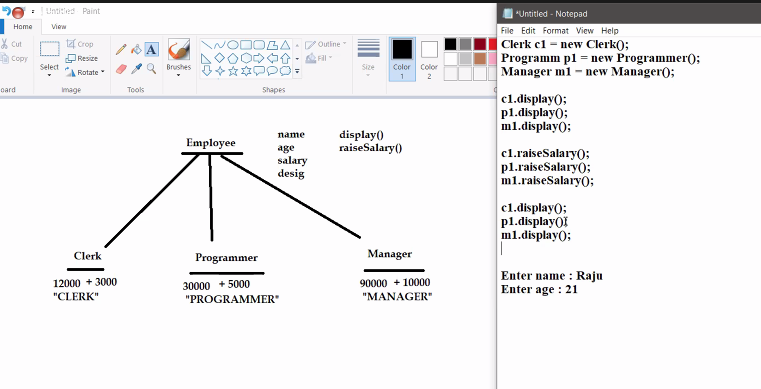 Untitled - Paint
Home View
Cut
Copy
Select
Crop
Resize
Rotate
Brushes
Outline
Fill
Size
Color 1
Color 2
oard
Image
Tools
Shapes
Employee
name
age
salary
desig
display()
raiseSalary()
Clerk
12000 + 3000
"CLERK"
Programmer
30000 + 5000
"PROGRAMMER"
Manager
90000 + 10000
"MANAGER"
*Untitled - Notepad
File Edit Format View Help
Clerk c1 = new Clerk();
Programm p1 = new Programmer();
Manager m1 = new Manager();
c1.display();
p1.display();
m1.display();
c1.raiseSalary();
p1.raiseSalary();
m1.raiseSalary();
c1.display();
p1.display();
m1.display();
Enter name : Raju
Enter age : 21